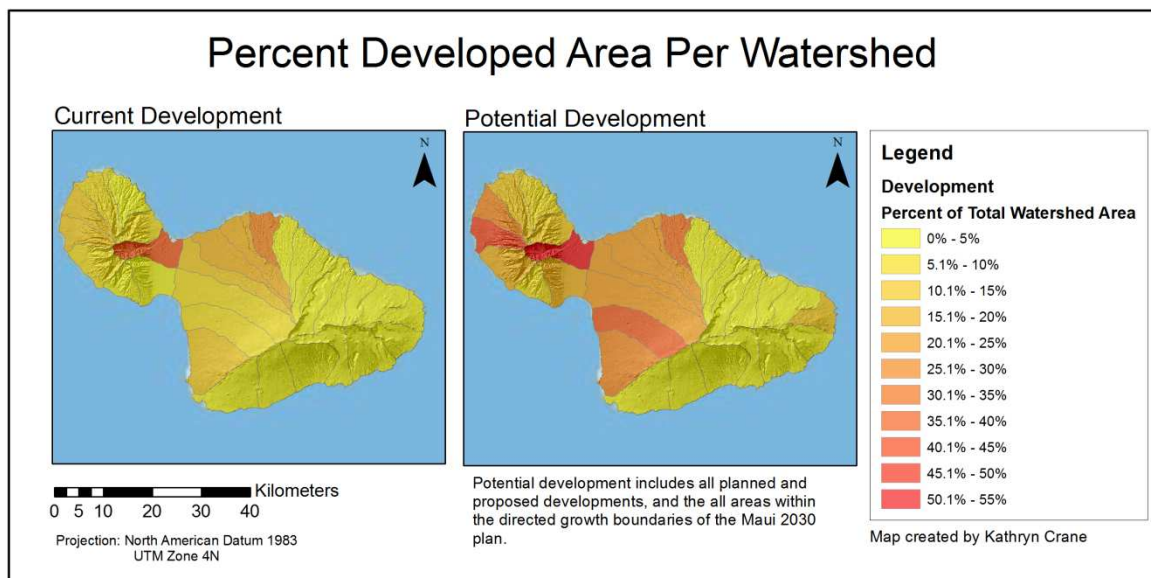 Percent Developed Area Per Watershed
Current Development
Potential Development
N
N
Legend
Development
Percent of Total Watershed Area
0% - 5%
5.1% - 10%
10.1% - 15%
15.1% - 20%
20.1% - 25%
25.1% - 30%
30.1% - 35%
35.1% - 40%
40.1% - 45%
45.1% - 50%
50.1% - 55%
Kilometers
0 5 10 20 30 40
Projection: North American Datum 1983
UTM Zone 4N
Potential development includes all planned and
proposed developments, and the all areas within
the directed growth boundaries of the Maui 2030
plan.
Map created by Kathryn Crane